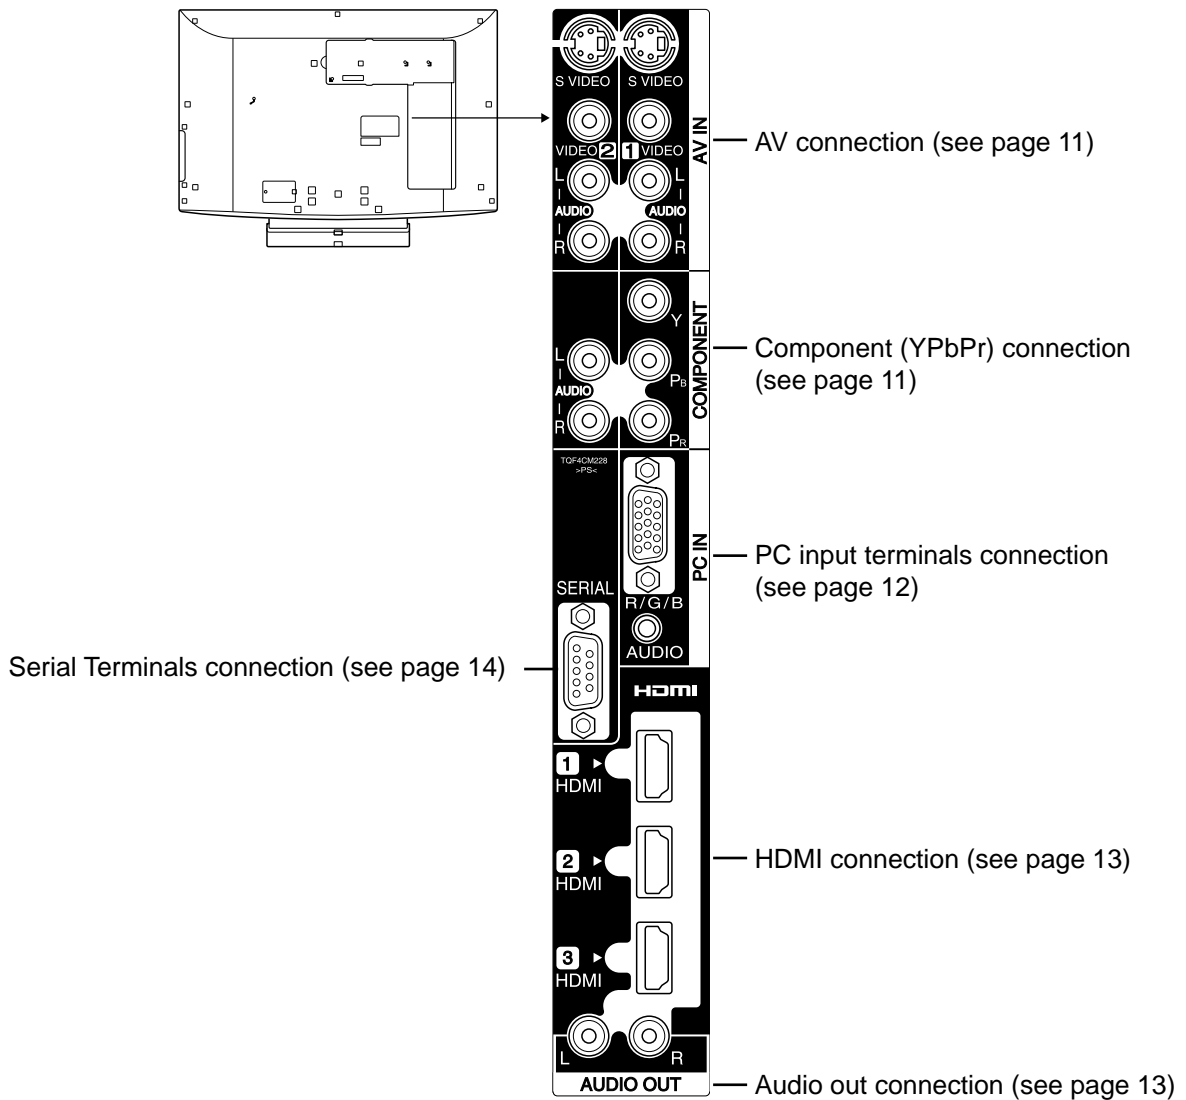 S VIDEO S VIDEO
VIDEO 2 1 VIDEO
L L
AUDIO AUDIO
R R
AV IN
AV connection (see page 11)
Y
L
PB
AUDIO
R
PR
COMPONENT
Component (YPbPr) connection
(see page 11)
TQF4CM228
>PS<
SERIAL
R/G/B
AUDIO
PC IN
PC input terminals connection
(see page 12)
Serial Terminals connection (see page 14)
HDMI
1
HDMI
2
HDMI
3
HDMI
HDMI connection (see page 13)
L R
AUDIO OUT
Audio out connection (see page 13)